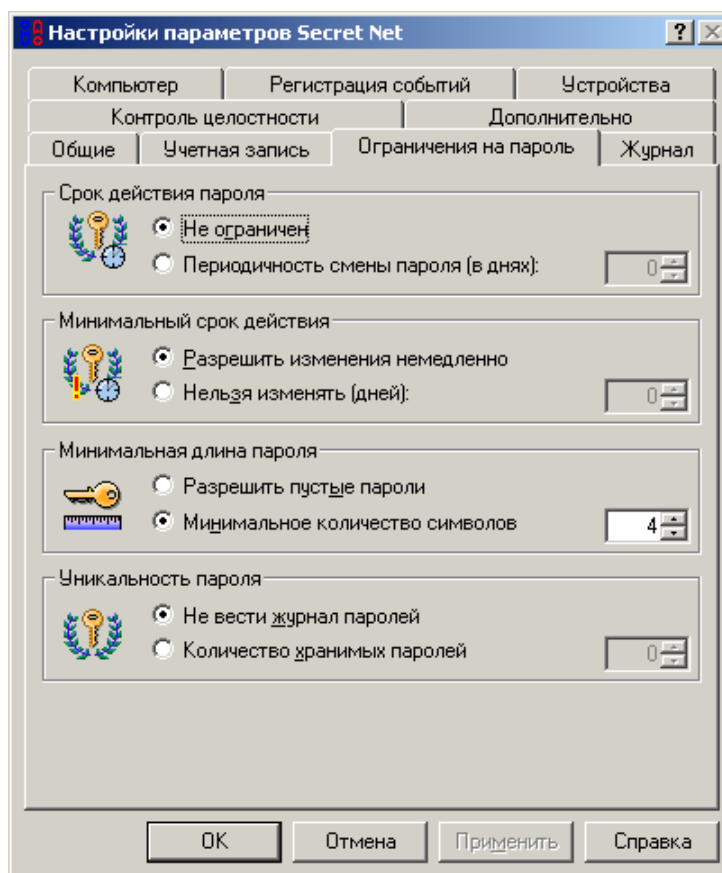 Настройки параметров Secret Net
Компьютер Регистрация событий Устройства
Контроль целостности Дополнительно
Общие Учетная запись Ограничения на пароль Журнал
Срок действия пароля
Не ограничен
Периодичность смены пароля (в днях): 0
Минимальный срок действия
Разрешить изменения немедленно
Нельзя изменять (дней): 0
Минимальная длина пароля
Разрешить пустые пароли
Минимальное количество символов 4
Уникальность пароля
Не вести журнал паролей
Количество хранимых паролей 0
OK Отмена Применить Справка